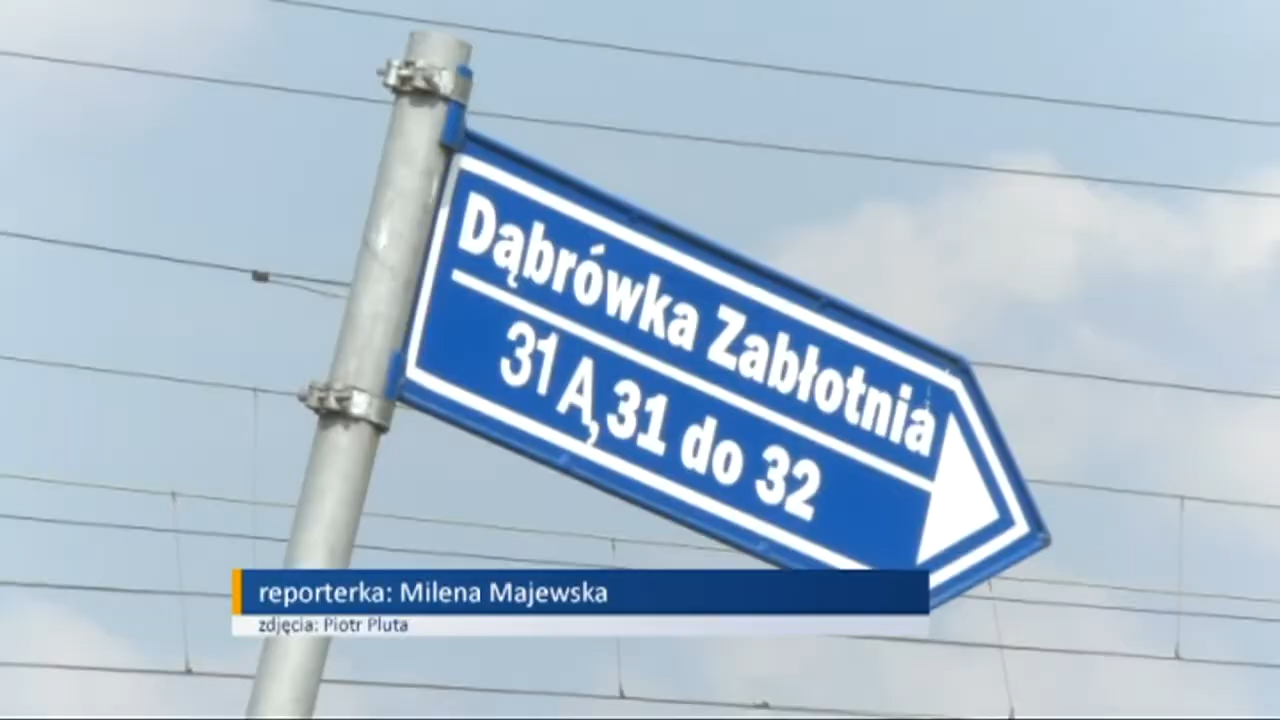 Dąbrówka Zabłotnia
31 A, 31 do 32
reporterka: Milena Majewska
zdjęcia: Piotr Pluta